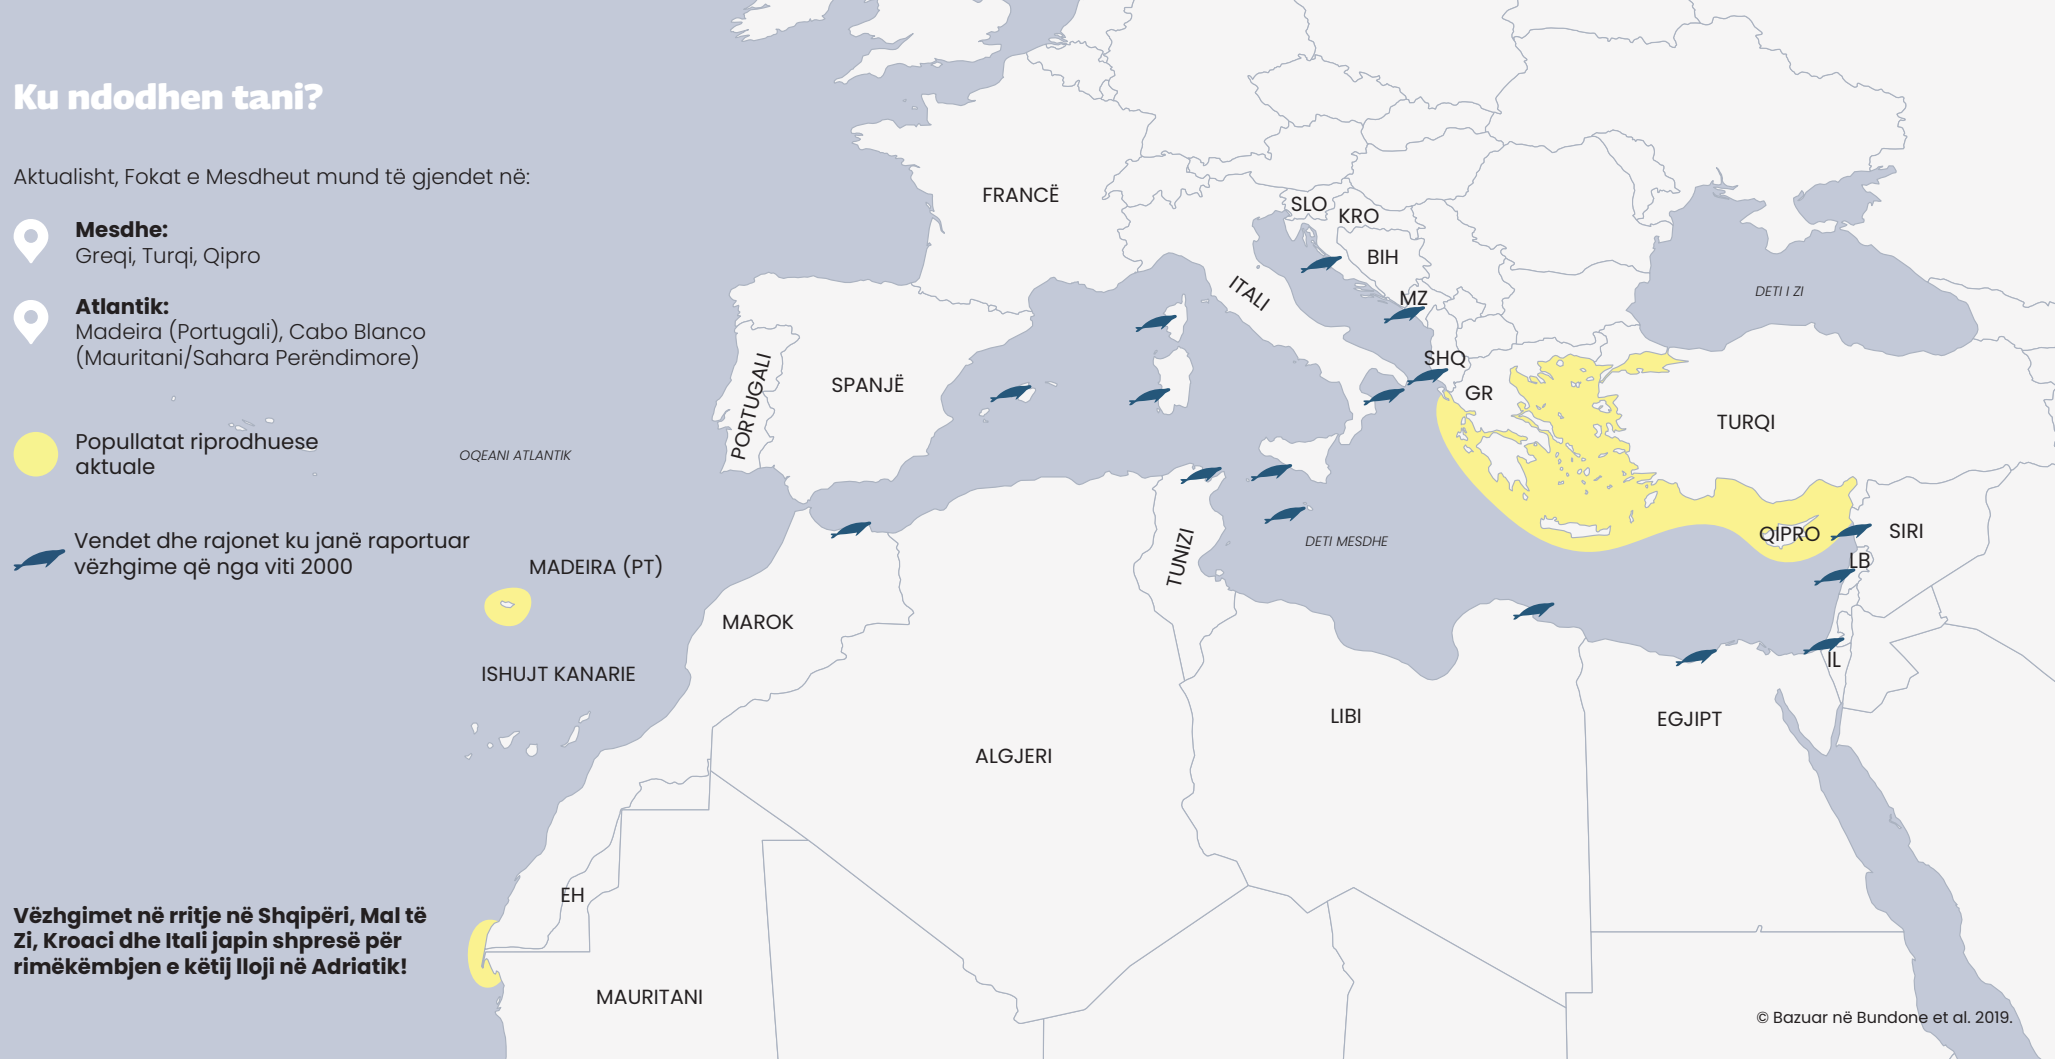 Ku ndodhen tani?
Aktualisht, Fokat e Mesdheut mund të gjendet në:
Mesdhe:
Greqi, Turqi, Qipro
Atlantik:
Madeira (Portugali), Cabo Blanco
(Mauritani/Sahara Perëndimore)
Popullatat riprodhuese
aktuale
Vendet dhe rajonet ku janë raportuar
vëzhgime që nga viti 2000
Vëzhgimet në rritje në Shqipëri, Mal të
Zi, Kroaci dhe Itali japin shpresë për
rimëkëmbjen e këtij lloji në Adriatik!
FRANCË
SLO
KRO
BIH
ITALI
MZ
DETI I ZI
SHQ
GR
PORTUGALI
SPANJË
TURQI
OQEANI ATLANTIK
DETI MESDHE
QIPRO
SIRI
LB
TUNIZI
MADEIRA (PT)
MAROK
ISHUJT KANARIE
IL
LIBI
EGJIPT
ALGJERI
EH
MAURITANI
© Bazuar në Bundone et al. 2019.